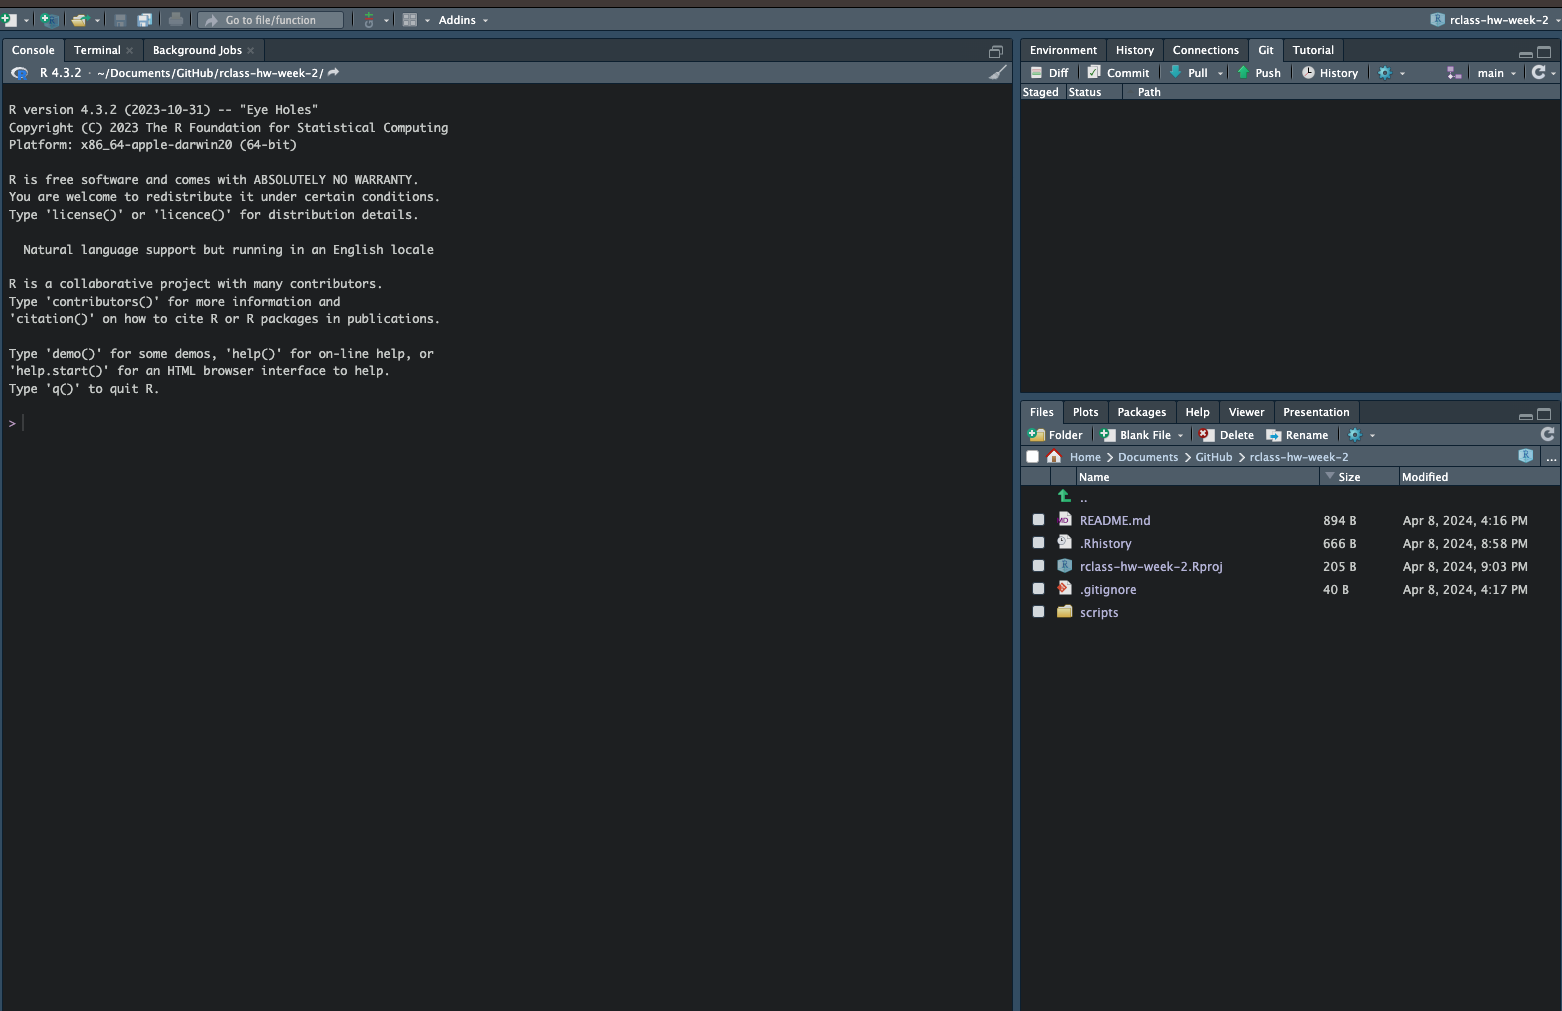 Go to file/function
Addins
rclass-hw-week-2
Console Terminal Background Jobs
R 4.3.2 · ~/Documents/GitHub/rclass-hw-week-2/
R version 4.3.2 (2023-10-31) -- "Eye Holes"
Copyright (C) 2023 The R Foundation for Statistical Computing
Platform: x86_64-apple-darwin20 (64-bit)
R is free software and comes with ABSOLUTELY NO WARRANTY.
You are welcome to redistribute it under certain conditions.
Type 'license()' or 'licence()' for distribution details.
Natural language support but running in an English locale
R is a collaborative project with many contributors.
Type 'contributors()' for more information and
'citation()' on how to cite R or R packages in publications.
Type 'demo()' for some demos, 'help()' for on-line help, or
'help.start()' for an HTML browser interface to help.
Type 'q()' to quit R.
>
Environment History Connections Git Tutorial
Diff Commit Pull Push History main
Staged Status Path
Files Plots Packages Help Viewer Presentation
Folder Blank File Delete Rename
Home > Documents > GitHub > rclass-hw-week-2 R ...
Name Size Modified
..
README.md 894 B Apr 8, 2024, 4:16 PM
.Rhistory 666 B Apr 8, 2024, 8:58 PM
rclass-hw-week-2.Rproj 205 B Apr 8, 2024, 9:03 PM
.gitignore 40 B Apr 8, 2024, 4:17 PM
scripts